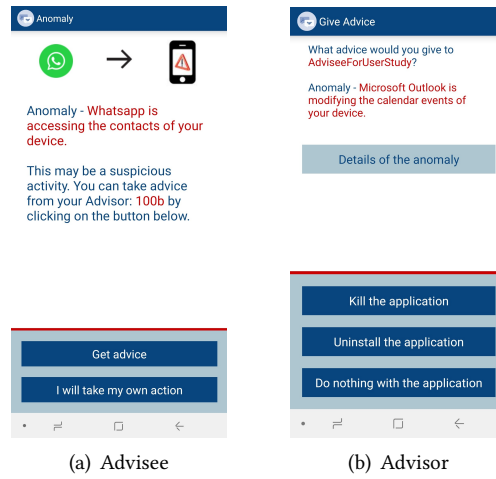 Anomaly
Anomaly - Whatsapp is
accessing the contacts of your
device.
This may be a suspicious
activity. You can take advice
from your Advisor: 100b by
clicking on the button below.
Get advice
I will take my own action
(a) Advisee
Give Advice
What advice would you give to
AdviseeForUserStudy?
Anomaly - Microsoft Outlook is
modifying the calendar events of
your device.
Details of the anomaly
Kill the application
Uninstall the application
Do nothing with the application
(b) Advisor